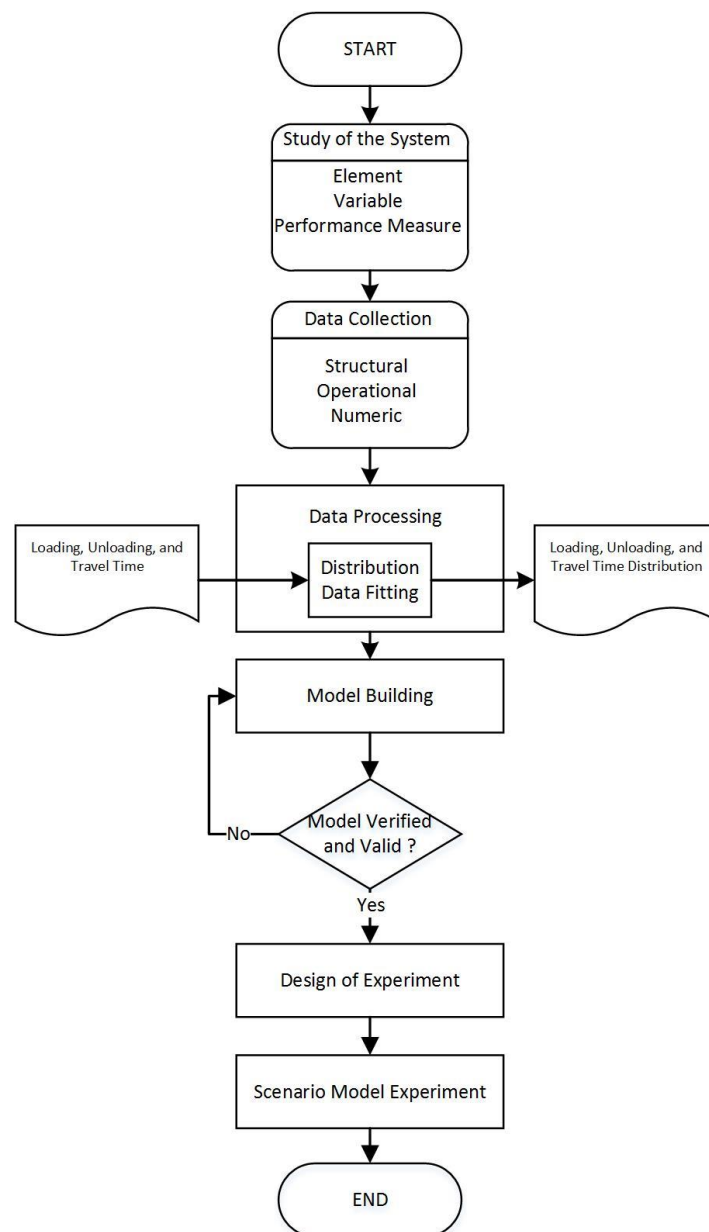 START
Study of the System
Element
Variable
Performance Measure
Data Collection
Structural
Operational
Numeric
Data Processing
Loading, Unloading, and
Travel Time
Distribution
Data Fitting
Loading, Unloading, and
Travel Time Distribution
Model Building
Model Verified
and Valid ?
No
Yes
Design of Experiment
Scenario Model Experiment
END